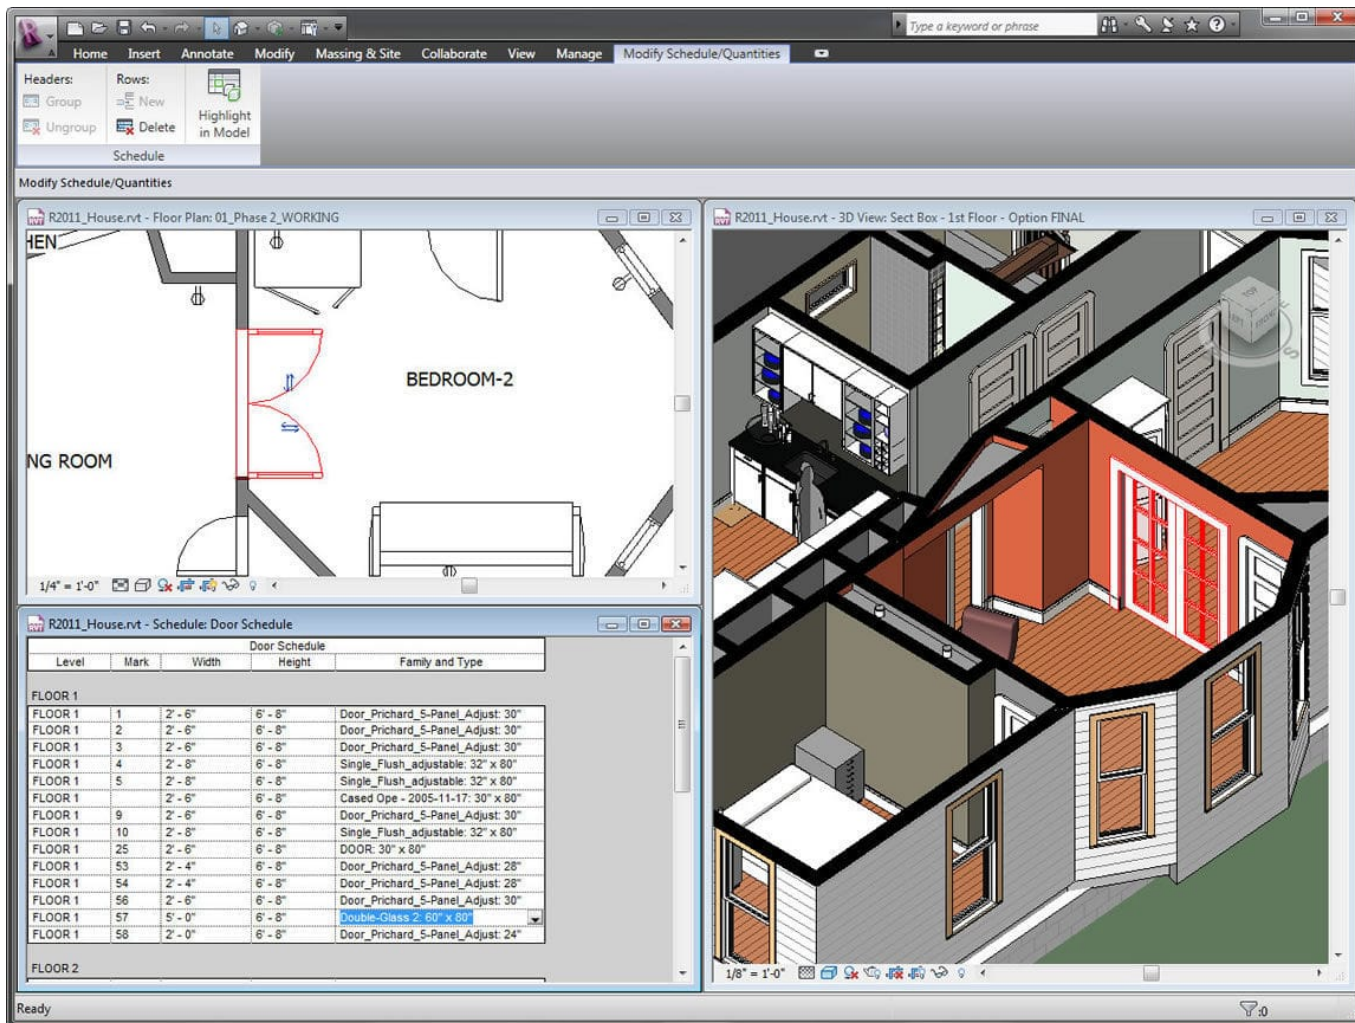 Type a keyword or phrase
Home Insert Annotate Modify Massing & Site Collaborate View Manage Modify Schedule/Quantities
Headers: Rows:
Group New
Ungroup Delete
Highlight
in Model
Schedule
Modify Schedule/Quantities
R2011_House.rvt - Floor Plan: 01_Phase 2_WORKING
HEN
BEDROOM-2
NG ROOM
1/4" = 1'-0"
R2011_House.rvt - Schedule: Door Schedule
Door Schedule
Level Mark Width Height Family and Type
FLOOR 1
FLOOR 1 1 2' - 6" 6' - 8" Door_Prichard_5-Panel_Adjust: 30"
FLOOR 1 2 2' - 6" 6' - 8" Door_Prichard_5-Panel_Adjust: 30"
FLOOR 1 3 2' - 6" 6' - 8" Door_Prichard_5-Panel_Adjust: 30"
FLOOR 1 4 2' - 8" 6' - 8" Single_Flush_adjustable: 32" x 80"
FLOOR 1 5 2' - 8" 6' - 8" Single_Flush_adjustable: 32" x 80"
FLOOR 1 2' - 6" 6' - 8" Cased Ope - 2005-11-17: 30" x 80"
FLOOR 1 9 2' - 6" 6' - 8" Door_Prichard_5-Panel_Adjust: 30"
FLOOR 1 10 2' - 8" 6' - 8" Single_Flush_adjustable: 32" x 80"
FLOOR 1 25 2' - 6" 6' - 8" DOOR: 30" x 80"
FLOOR 1 53 2' - 4" 6' - 8" Door_Prichard_5-Panel_Adjust: 28"
FLOOR 1 54 2' - 4" 6' - 8" Door_Prichard_5-Panel_Adjust: 28"
FLOOR 1 56 2' - 6" 6' - 8" Door_Prichard_5-Panel_Adjust: 30"
FLOOR 1 57 5' - 0" 6' - 8" Double-Glass 2: 60" x 80"
FLOOR 1 58 2' - 0" 6' - 8" Door_Prichard_5-Panel_Adjust: 24"
FLOOR 2
R2011_House.rvt - 3D View: Sect Box - 1st Floor - Option FINAL
TOP
FRONT
S
1/8" = 1'-0"
Ready
:0